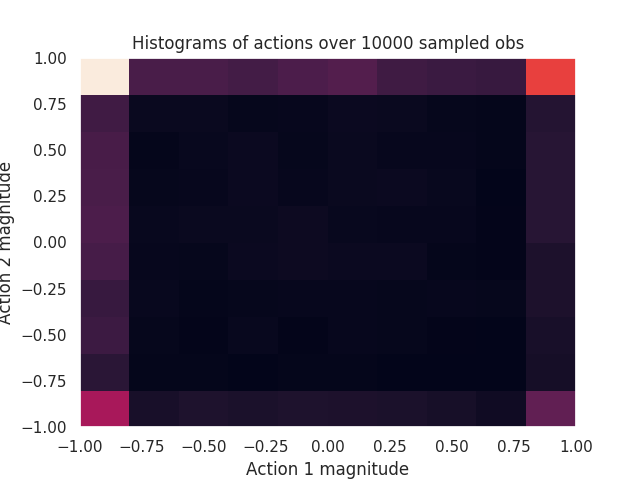 Histograms of actions over 10000 sampled obs
Action 2 magnitude
1.00
0.75
0.50
0.25
0.00
−0.25
−0.50
−0.75
−1.00
−1.00 −0.75 −0.50 −0.25 0.00 0.25 0.50 0.75 1.00
Action 1 magnitude